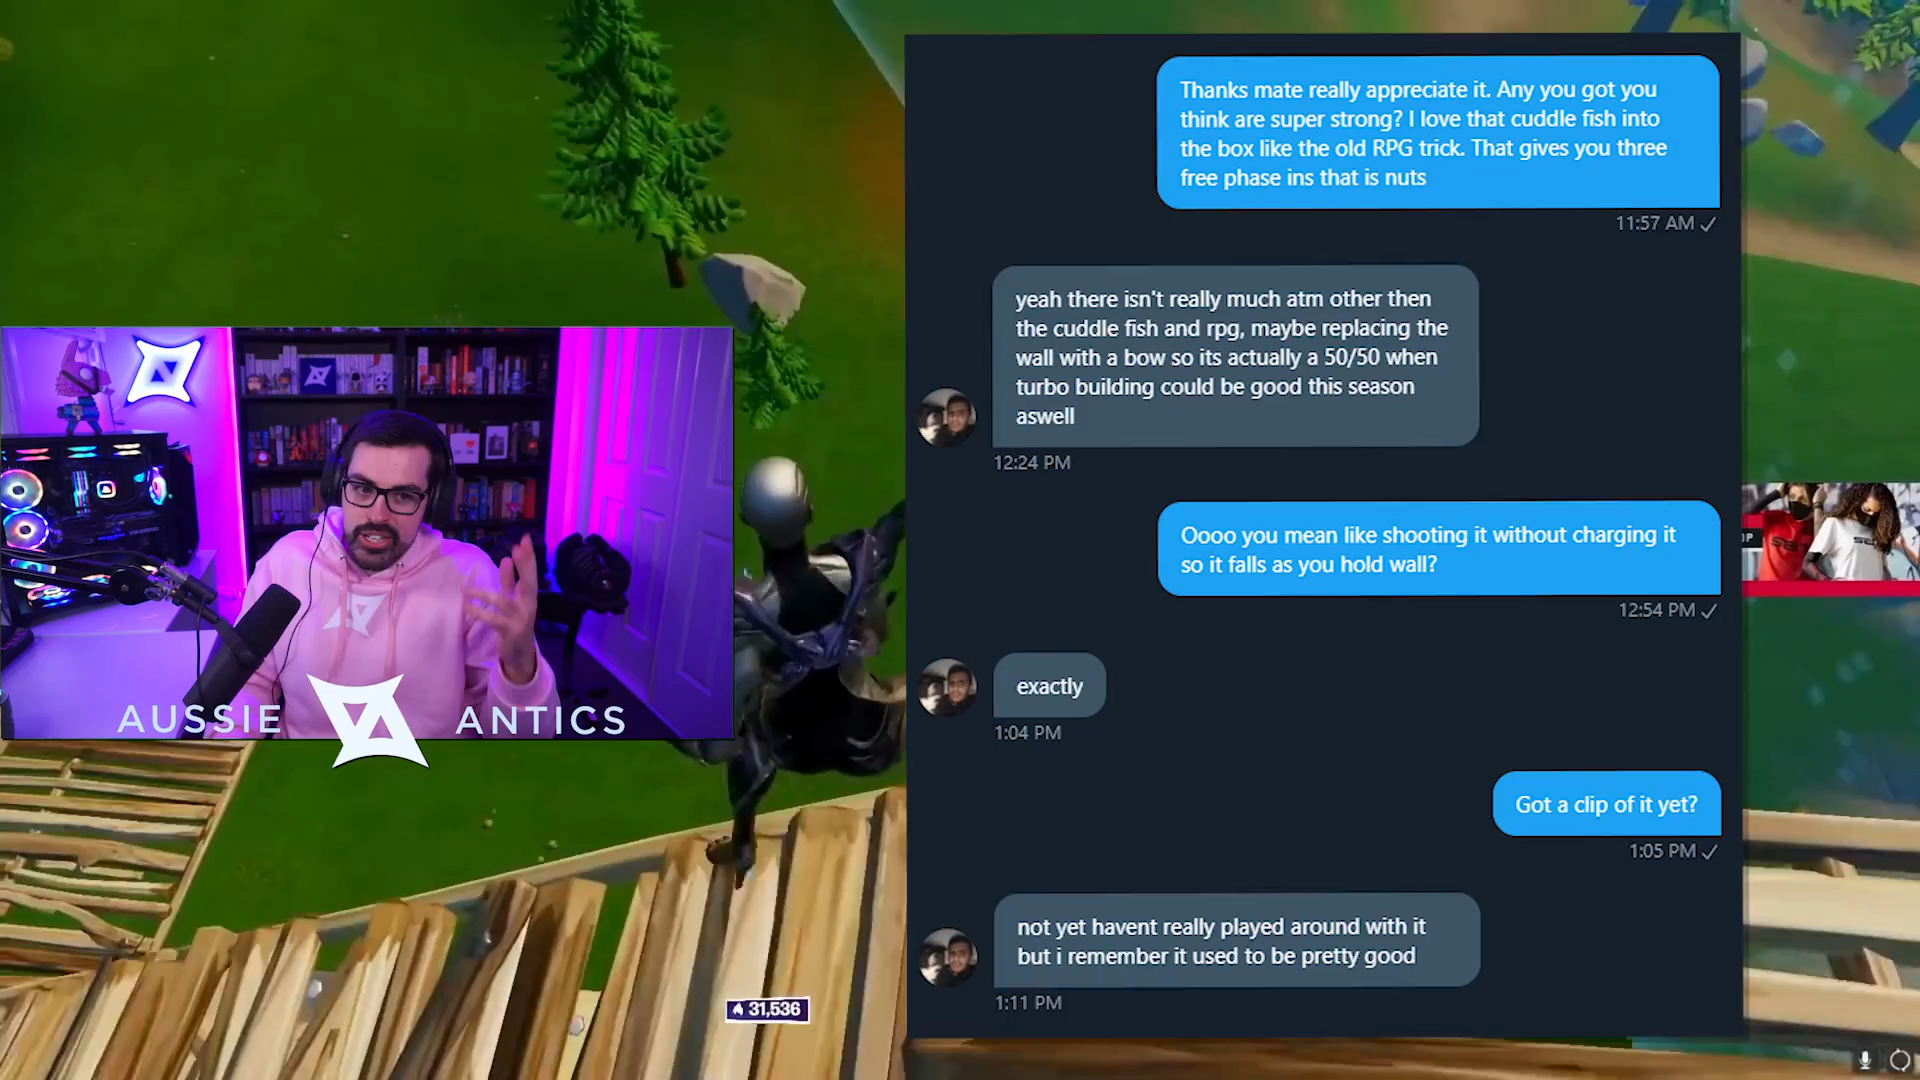 Thanks mate really appreciate it. Any you got you
think are super strong? I love that cuddle fish into
the box like the old RPG trick. That gives you three
free phase ins that is nuts
11:57 AM
yeah there isn't really much atm other then
the cuddle fish and rpg, maybe replacing the
wall with a bow so its actually a 50/50 when
turbo building could be good this season
aswell
12:24 PM
Oooo you mean like shooting it without charging it
so it falls as you hold wall?
12:54 PM
exactly
1:04 PM
Got a clip of it yet?
1:05 PM
not yet havent really played around with it
but i remember it used to be pretty good
1:11 PM
AUSSIE ANTICS
31,536